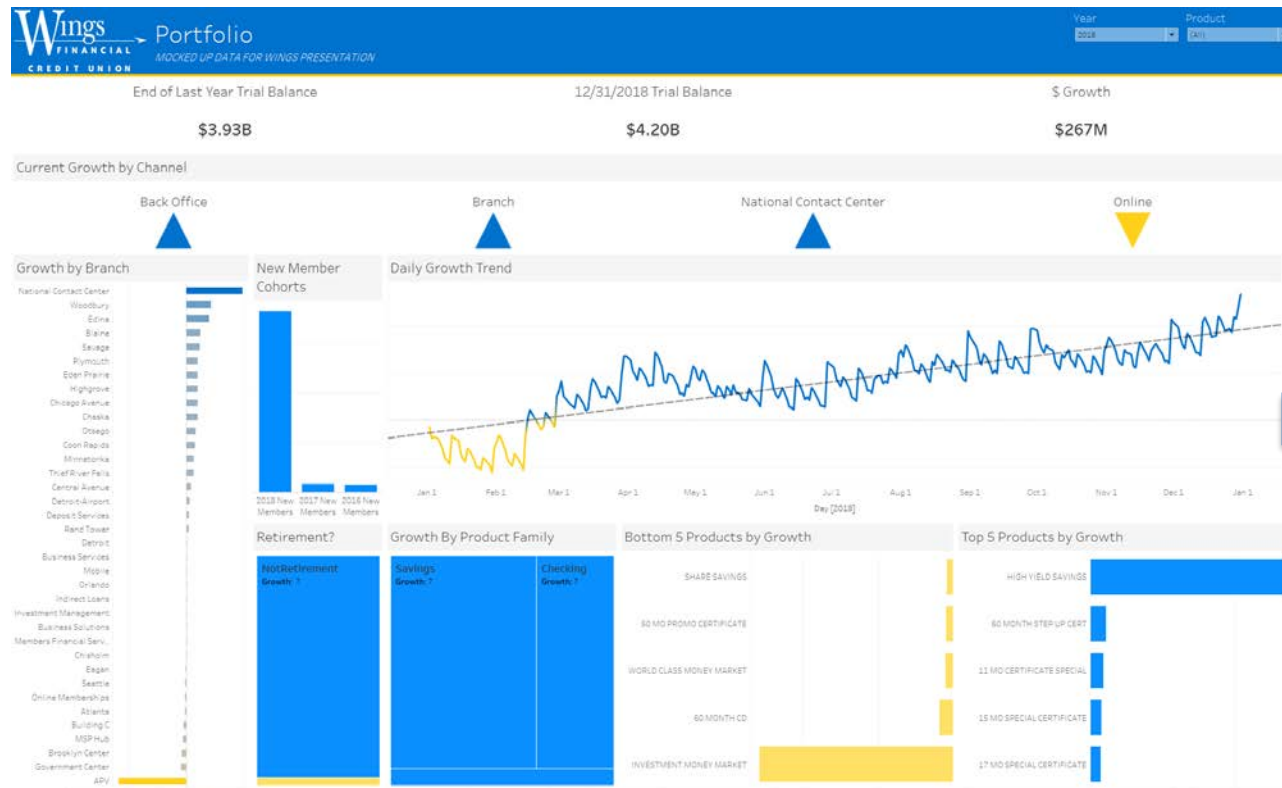 Wings
FINANCIAL
CREDIT UNION
Portfolio
MOCKED UP DATA FOR WINGS PRESENTATION
Year
2018
Product
(All)
End of Last Year Trial Balance
12/31/2018 Trial Balance
$ Growth
$3.93B
$4.20B
$267M
Current Growth by Channel
Back Office
Branch
National Contact Center
Online
Growth by Branch
National Contact Center
Woodbury
Edina
Blaine
Savage
Plymouth
Eden Prairie
Highgrove
Chicago Avenue
Chaska
Otsego
Coon Rapids
Minnetonka
Thief River Falls
Central Avenue
Detroit-Airport
Deposit Services
Rand Tower
Detroit
Business Services
Mobile
Orlando
Indirect Loans
Investment Management
Business Solutions
Members Financial Serv..
Chisholm
Eagan
Seattle
Online Memberships
Atlanta
Building C
MSP Hub
Brooklyn Center
Government Center
APV
New Member
Cohorts
2018 New
Members
2017 New
Members
2016 New
Members
Daily Growth Trend
Jan 1
Feb 1
Mar 1
Apr 1
May 1
Jun 1
Jul 1
Aug 1
Sep 1
Oct 1
Nov 1
Dec 1
Jan 1
Day [2018]
Retirement?
NotRetirement
Growth: ?
Growth By Product Family
Savings
Growth: ?
Checking
Growth: ?
Bottom 5 Products by Growth
SHARE SAVINGS
60 MO PROMO CERTIFICATE
WORLD CLASS MONEY MARKET
60 MONTH CD
INVESTMENT MONEY MARKET
Top 5 Products by Growth
HIGH YIELD SAVINGS
60 MONTH STEP UP CERT
11 MO CERTIFICATE SPECIAL
15 MO SPECIAL CERTIFICATE
17 MO SPECIAL CERTIFICATE